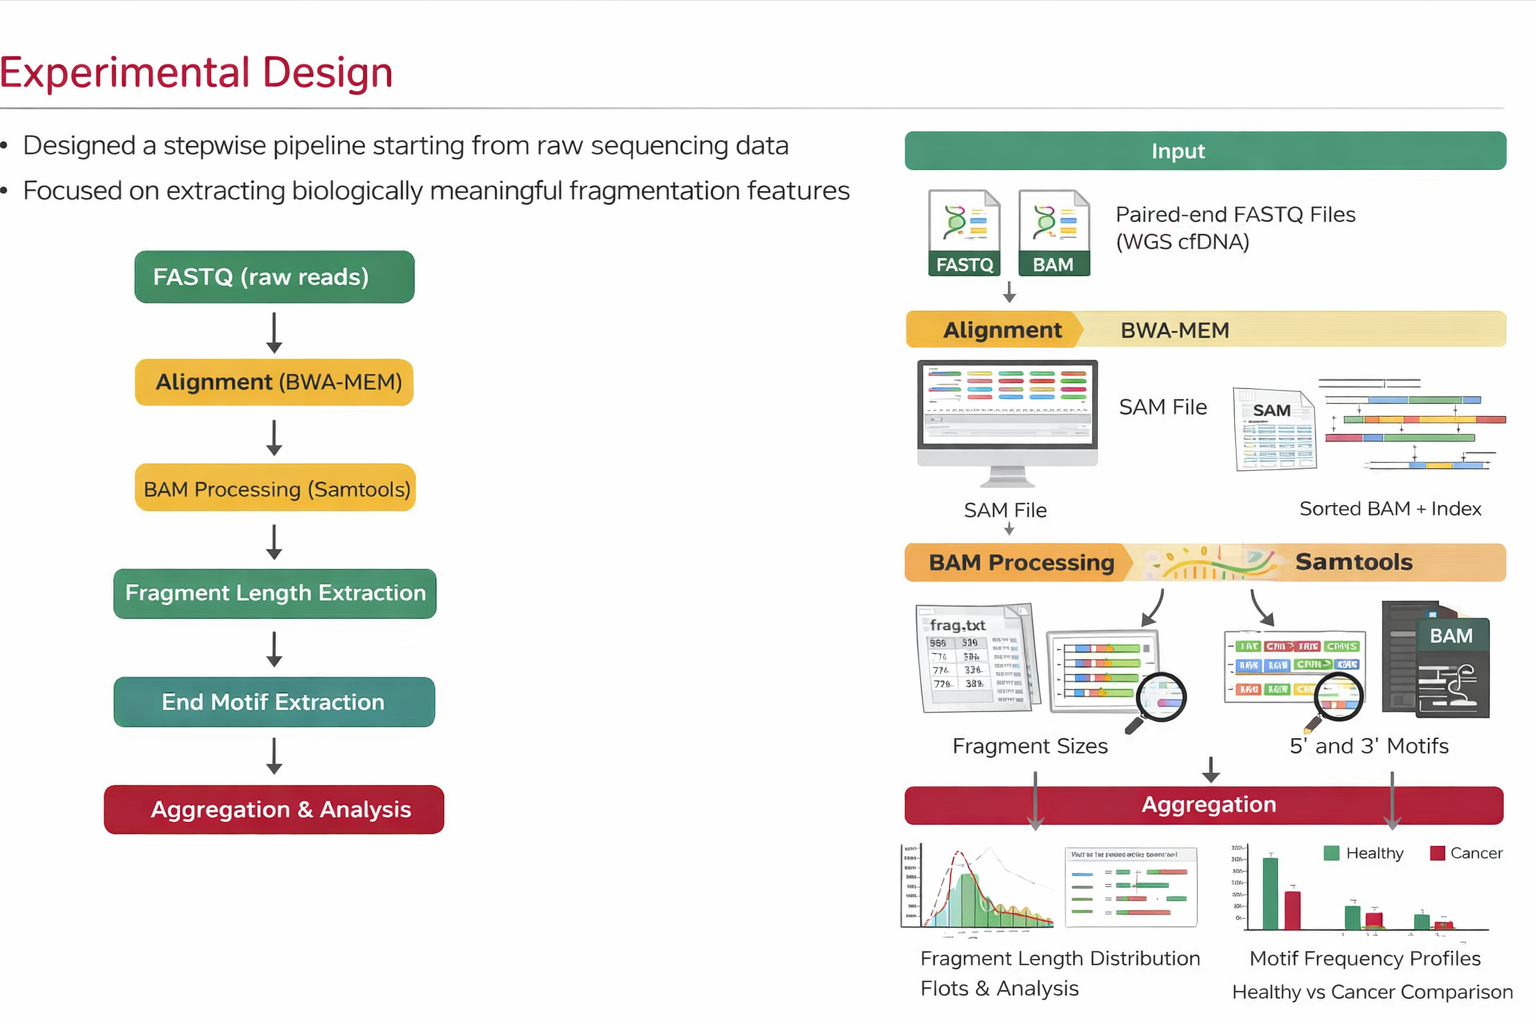 Experimental Design
• Designed a stepwise pipeline starting from raw sequencing data
• Focused on extracting biologically meaningful fragmentation features
FASTQ (raw reads)
Alignment (BWA-MEM)
BAM Processing (Samtools)
Fragment Length Extraction
End Motif Extraction
Aggregation & Analysis
Input
FASTQ
BAM
Paired-end FASTQ Files
(WGS cfDNA)
Alignment
BWA-MEM
SAM File
SAM
SAM File
Sorted BAM + Index
BAM Processing
Samtools
frag.txt
BAM
Fragment Sizes
5' and 3' Motifs
Aggregation
Healthy
Cancer
Fragment Length Distribution
Flots & Analysis
Motif Frequency Profiles
Healthy vs Cancer Comparison